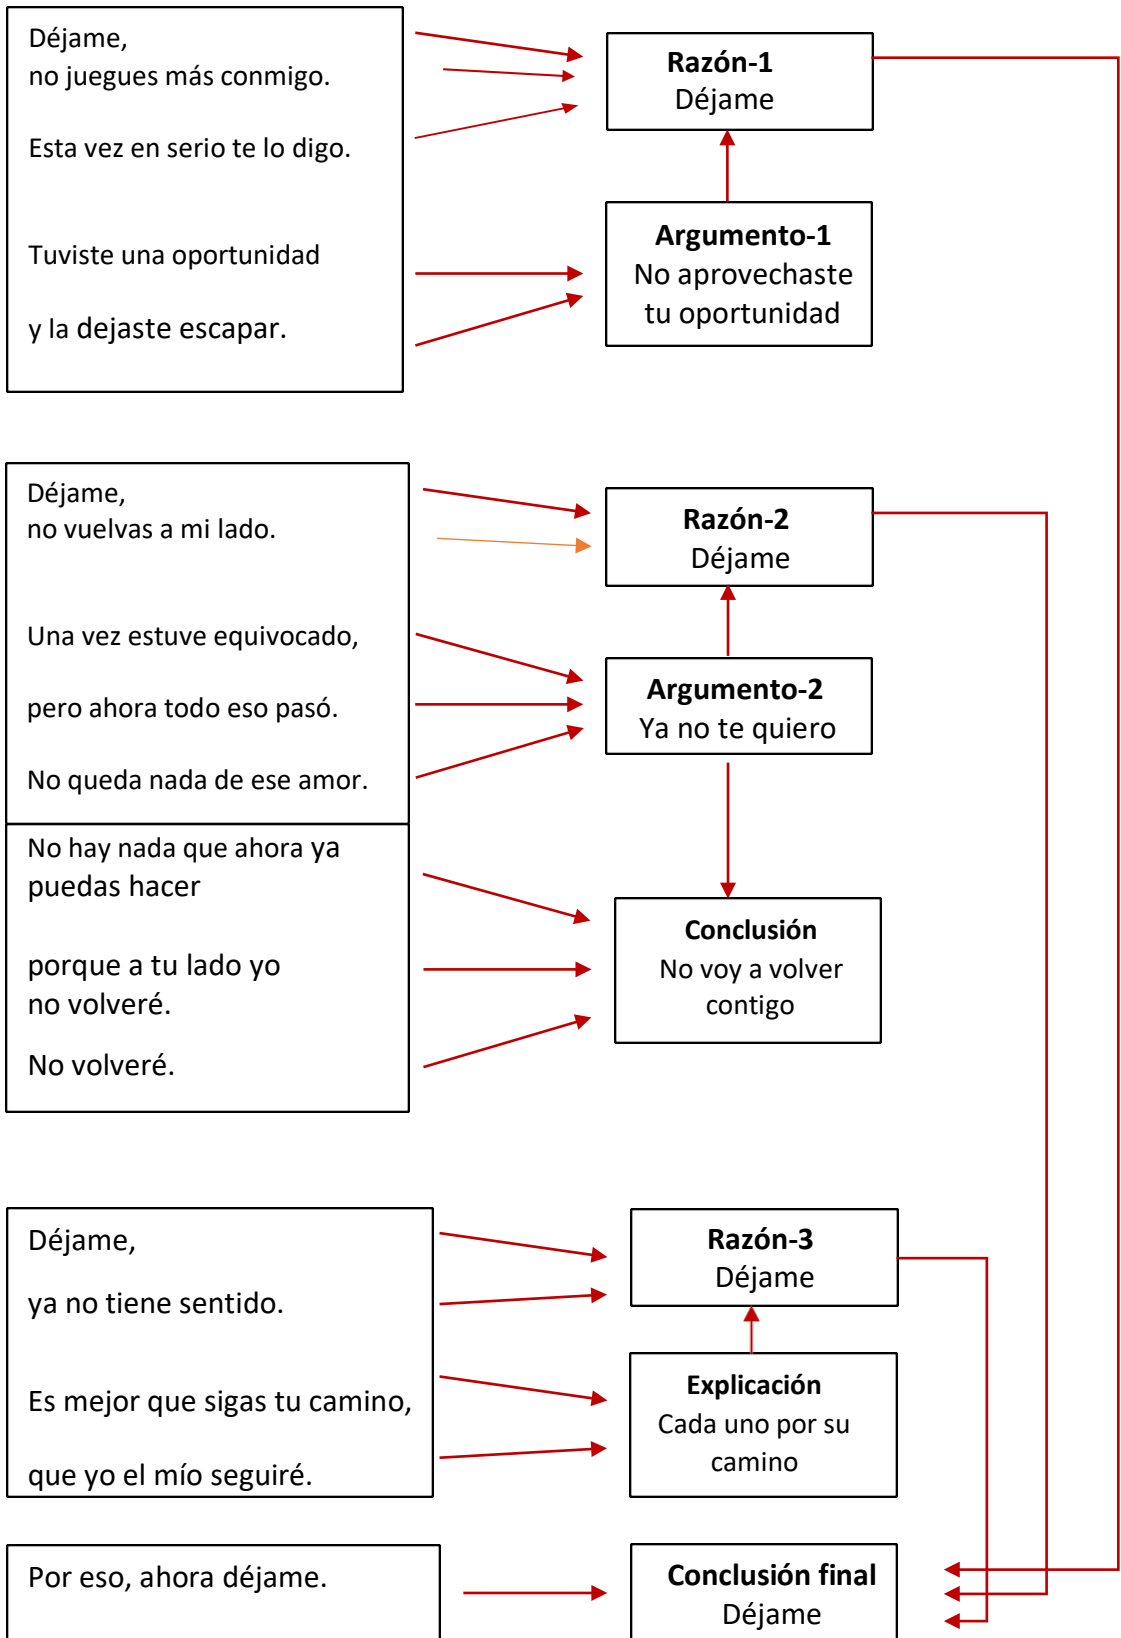 Déjame,
no juegues más conmigo.
Esta vez en serio te lo digo.
Tuviste una oportunidad
y la dejaste escapar.
Razón-1
Déjame
Argumento-1
No aprovechaste
tu oportunidad
Déjame,
no vuelvas a mi lado.
Una vez estuve equivocado,
pero ahora todo eso pasó.
No queda nada de ese amor.
Razón-2
Déjame
Argumento-2
Ya no te quiero
No hay nada que ahora ya
puedas hacer
porque a tu lado yo
no volveré.
No volveré.
Conclusión
No voy a volver
contigo
Déjame,
ya no tiene sentido.
Es mejor que sigas tu camino,
que yo el mío seguiré.
Razón-3
Déjame
Explicación
Cada uno por su
camino
Por eso, ahora déjame.
Conclusión final
Déjame